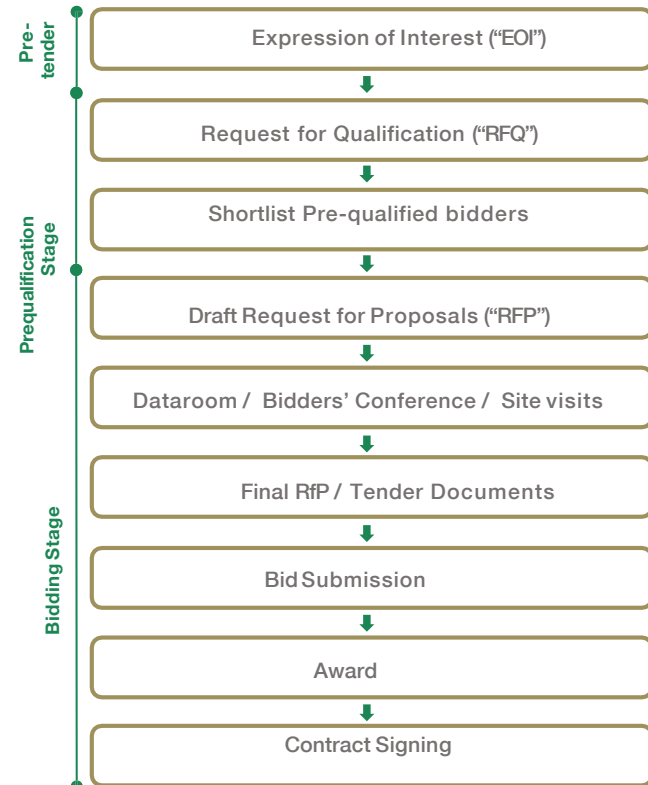 Pre-
tender
Expression of Interest (“EOI”)
Request for Qualification (“RFQ”)
Shortlist Pre-qualified bidders
Prequalification
Stage
Draft Request for Proposals (“RFP”)
Dataroom / Bidders’ Conference / Site visits
Final RfP / Tender Documents
Bidding Stage
Bid Submission
Award
Contract Signing